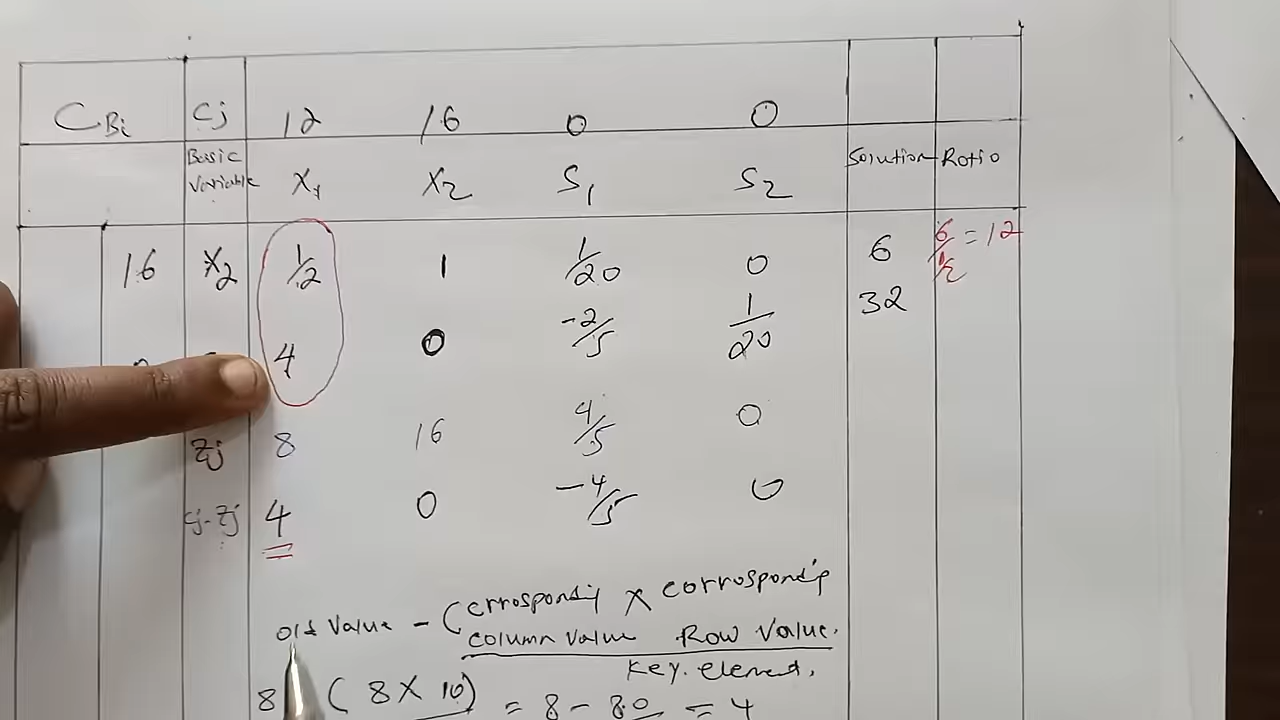 CBi Cj 12 16 0 0
Basic Variable X1 X2 S1 S2 Solution Ratio
16 X2 1/2 1 1/20 0 6 6/1/2 = 12
4 0 -2/5 1/20 32
Zj 8 16 4/5 0
Cj-Zj 4 0 -4/5 0
old Value - (Errospondig X corrospondip
column value Row value.
Key. element.
8 (8 X 10) = 8 - 80 = 4